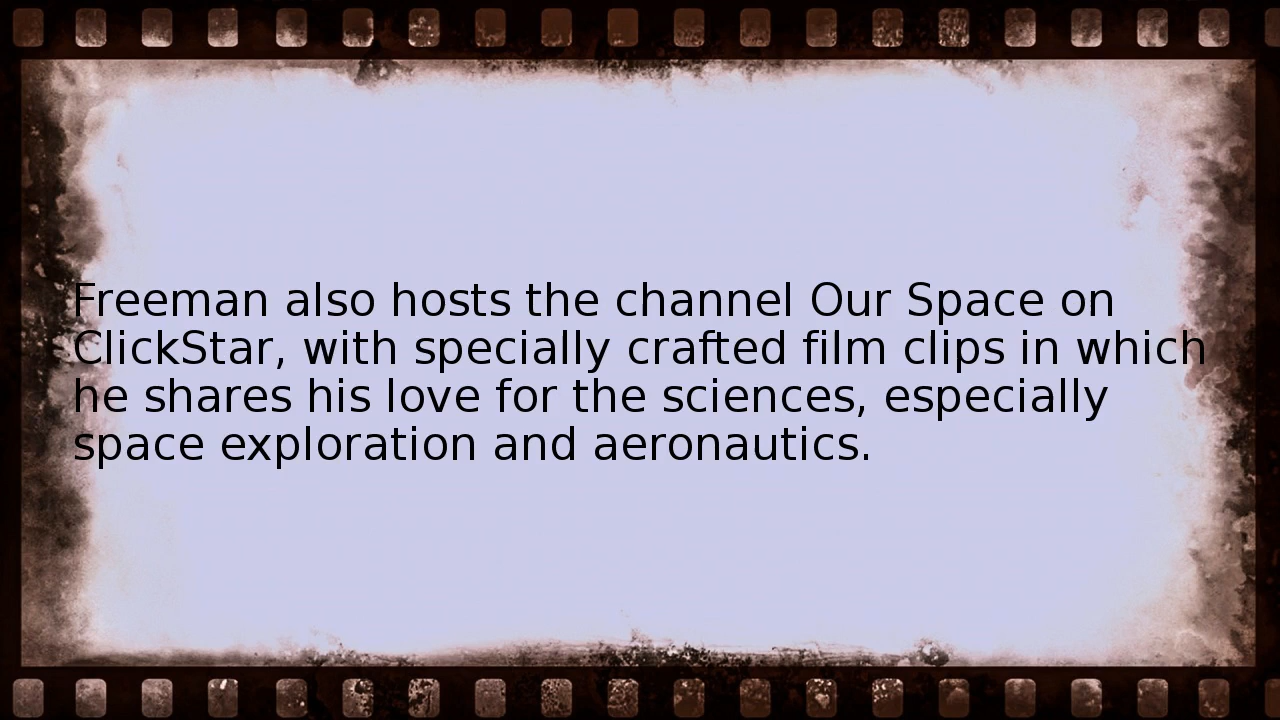 Freeman also hosts the channel Our Space on
ClickStar, with specially crafted film clips in which
he shares his love for the sciences, especially
space exploration and aeronautics.